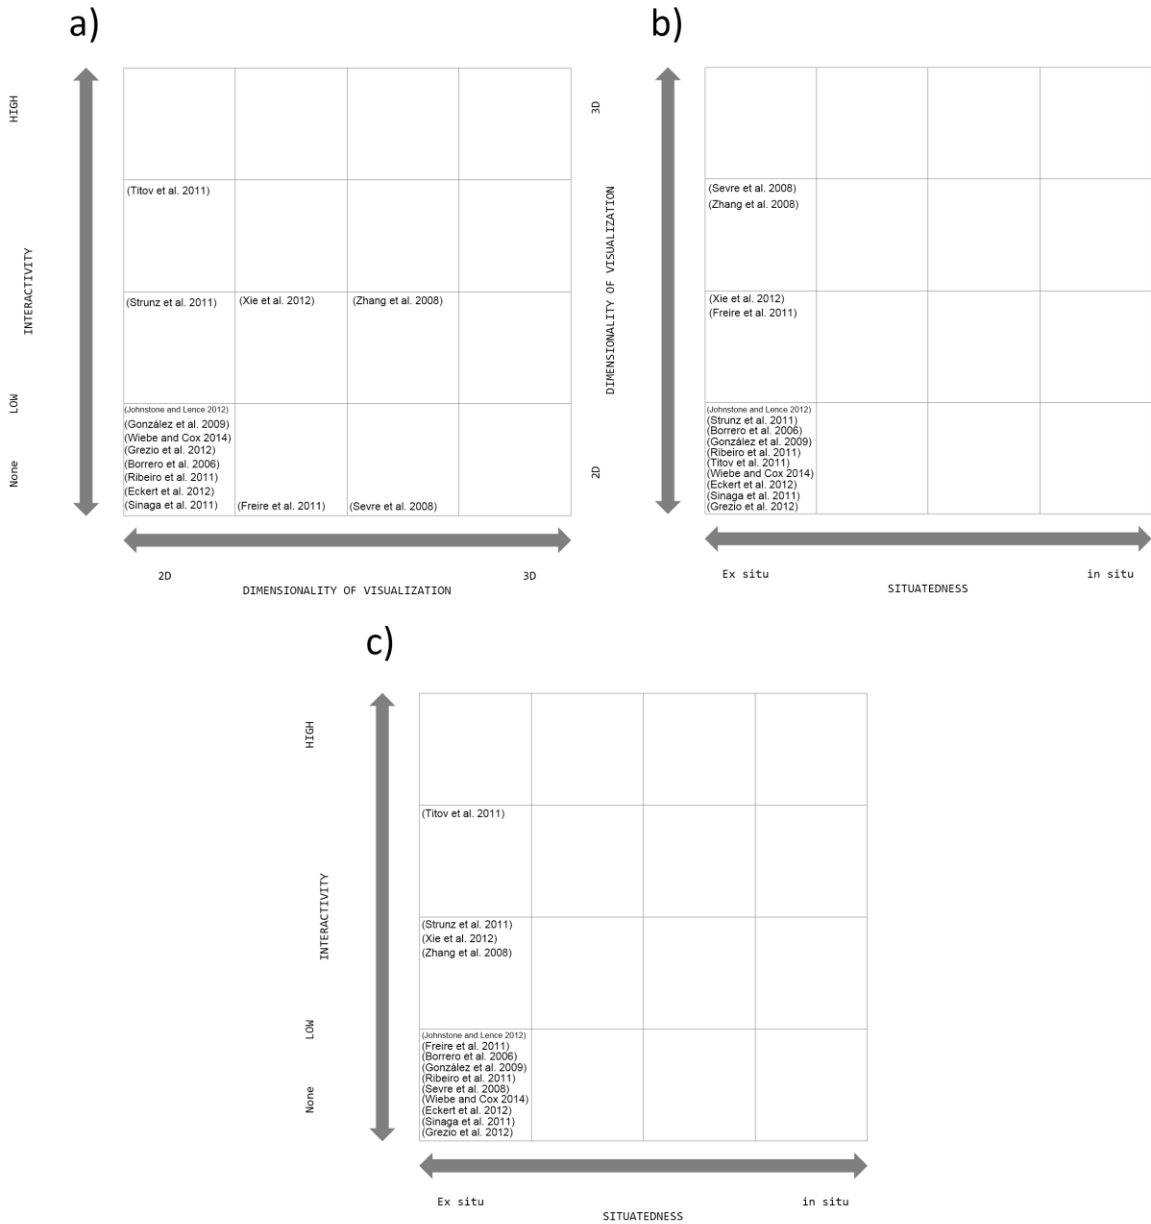 a)
HIGH
INTERACTIVITY
LOW
None
(Titov et al. 2011)
(Strunz et al. 2011)
(Xie et al. 2012)
(Zhang et al. 2008)
(Johnstone and Lence 2012)
(González et al. 2009)
(Wiebe and Cox 2014)
(Grezio et al. 2012)
(Borrero et al. 2006)
(Ribeiro et al. 2011)
(Eckert et al. 2012)
(Sinaga et al. 2011)
(Freire et al. 2011)
(Sevre et al. 2008)
2D
3D
DIMENSIONALITY OF VISUALIZATION
b)
3D
DIMENSIONALITY OF VISUALIZATION
2D
(Sevre et al. 2008)
(Zhang et al. 2008)
(Xie et al. 2012)
(Freire et al. 2011)
(Johnstone and Lence 2012)
(Strunz et al. 2011)
(Borrero et al. 2006)
(González et al. 2009)
(Ribeiro et al. 2011)
(Titov et al. 2011)
(Wiebe and Cox 2014)
(Eckert et al. 2012)
(Sinaga et al. 2011)
(Grezio et al. 2012)
Ex situ
in situ
SITUATEDNESS
c)
HIGH
INTERACTIVITY
LOW
None
(Titov et al. 2011)
(Strunz et al. 2011)
(Xie et al. 2012)
(Zhang et al. 2008)
(Johnstone and Lence 2012)
(Freire et al. 2011)
(Borrero et al. 2006)
(González et al. 2009)
(Ribeiro et al. 2011)
(Sevre et al. 2008)
(Wiebe and Cox 2014)
(Eckert et al. 2012)
(Sinaga et al. 2011)
(Grezio et al. 2012)
Ex situ
in situ
SITUATEDNESS